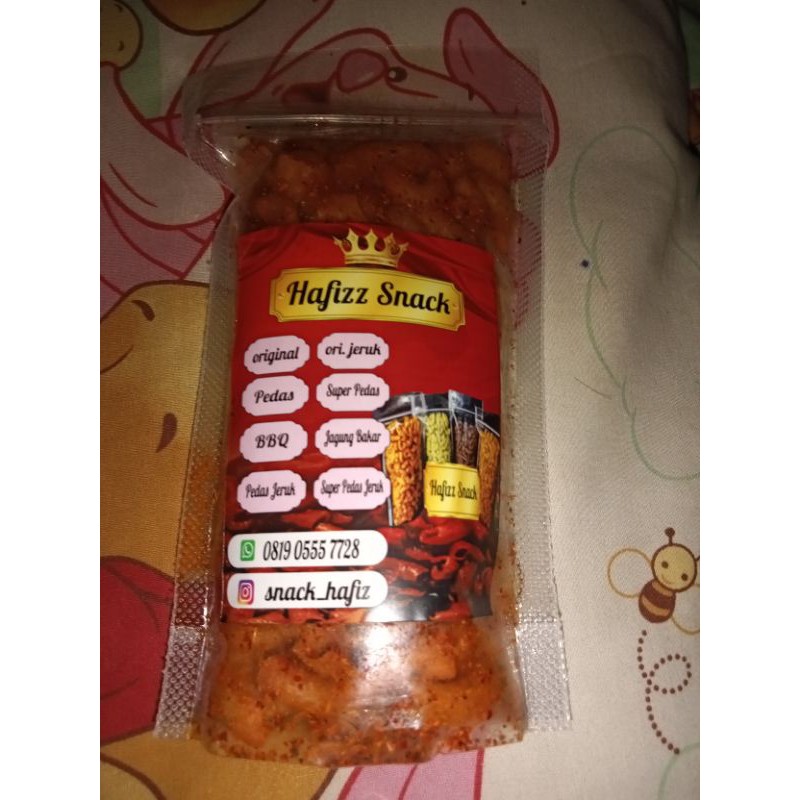 Hafizz Snack
original
ori. jeruk
Pedas
Super Pedas
BBQ
Jagung Bakar
Pedas Jeruk
Super Pedas Jeruk
Hafizz Snack
0819 0555 7728
snack_hafiz